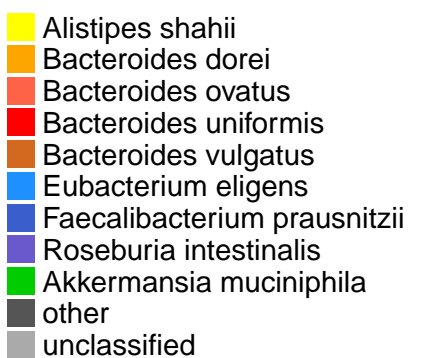 Alistipes shahii
Bacteroides dorei
Bacteroides ovatus
Bacteroides uniformis
Bacteroides vulgatus
Eubacterium eligens
Faecalibacterium prausnitzii
Roseburia intestinalis
Akkermansia muciniphila
other
unclassified